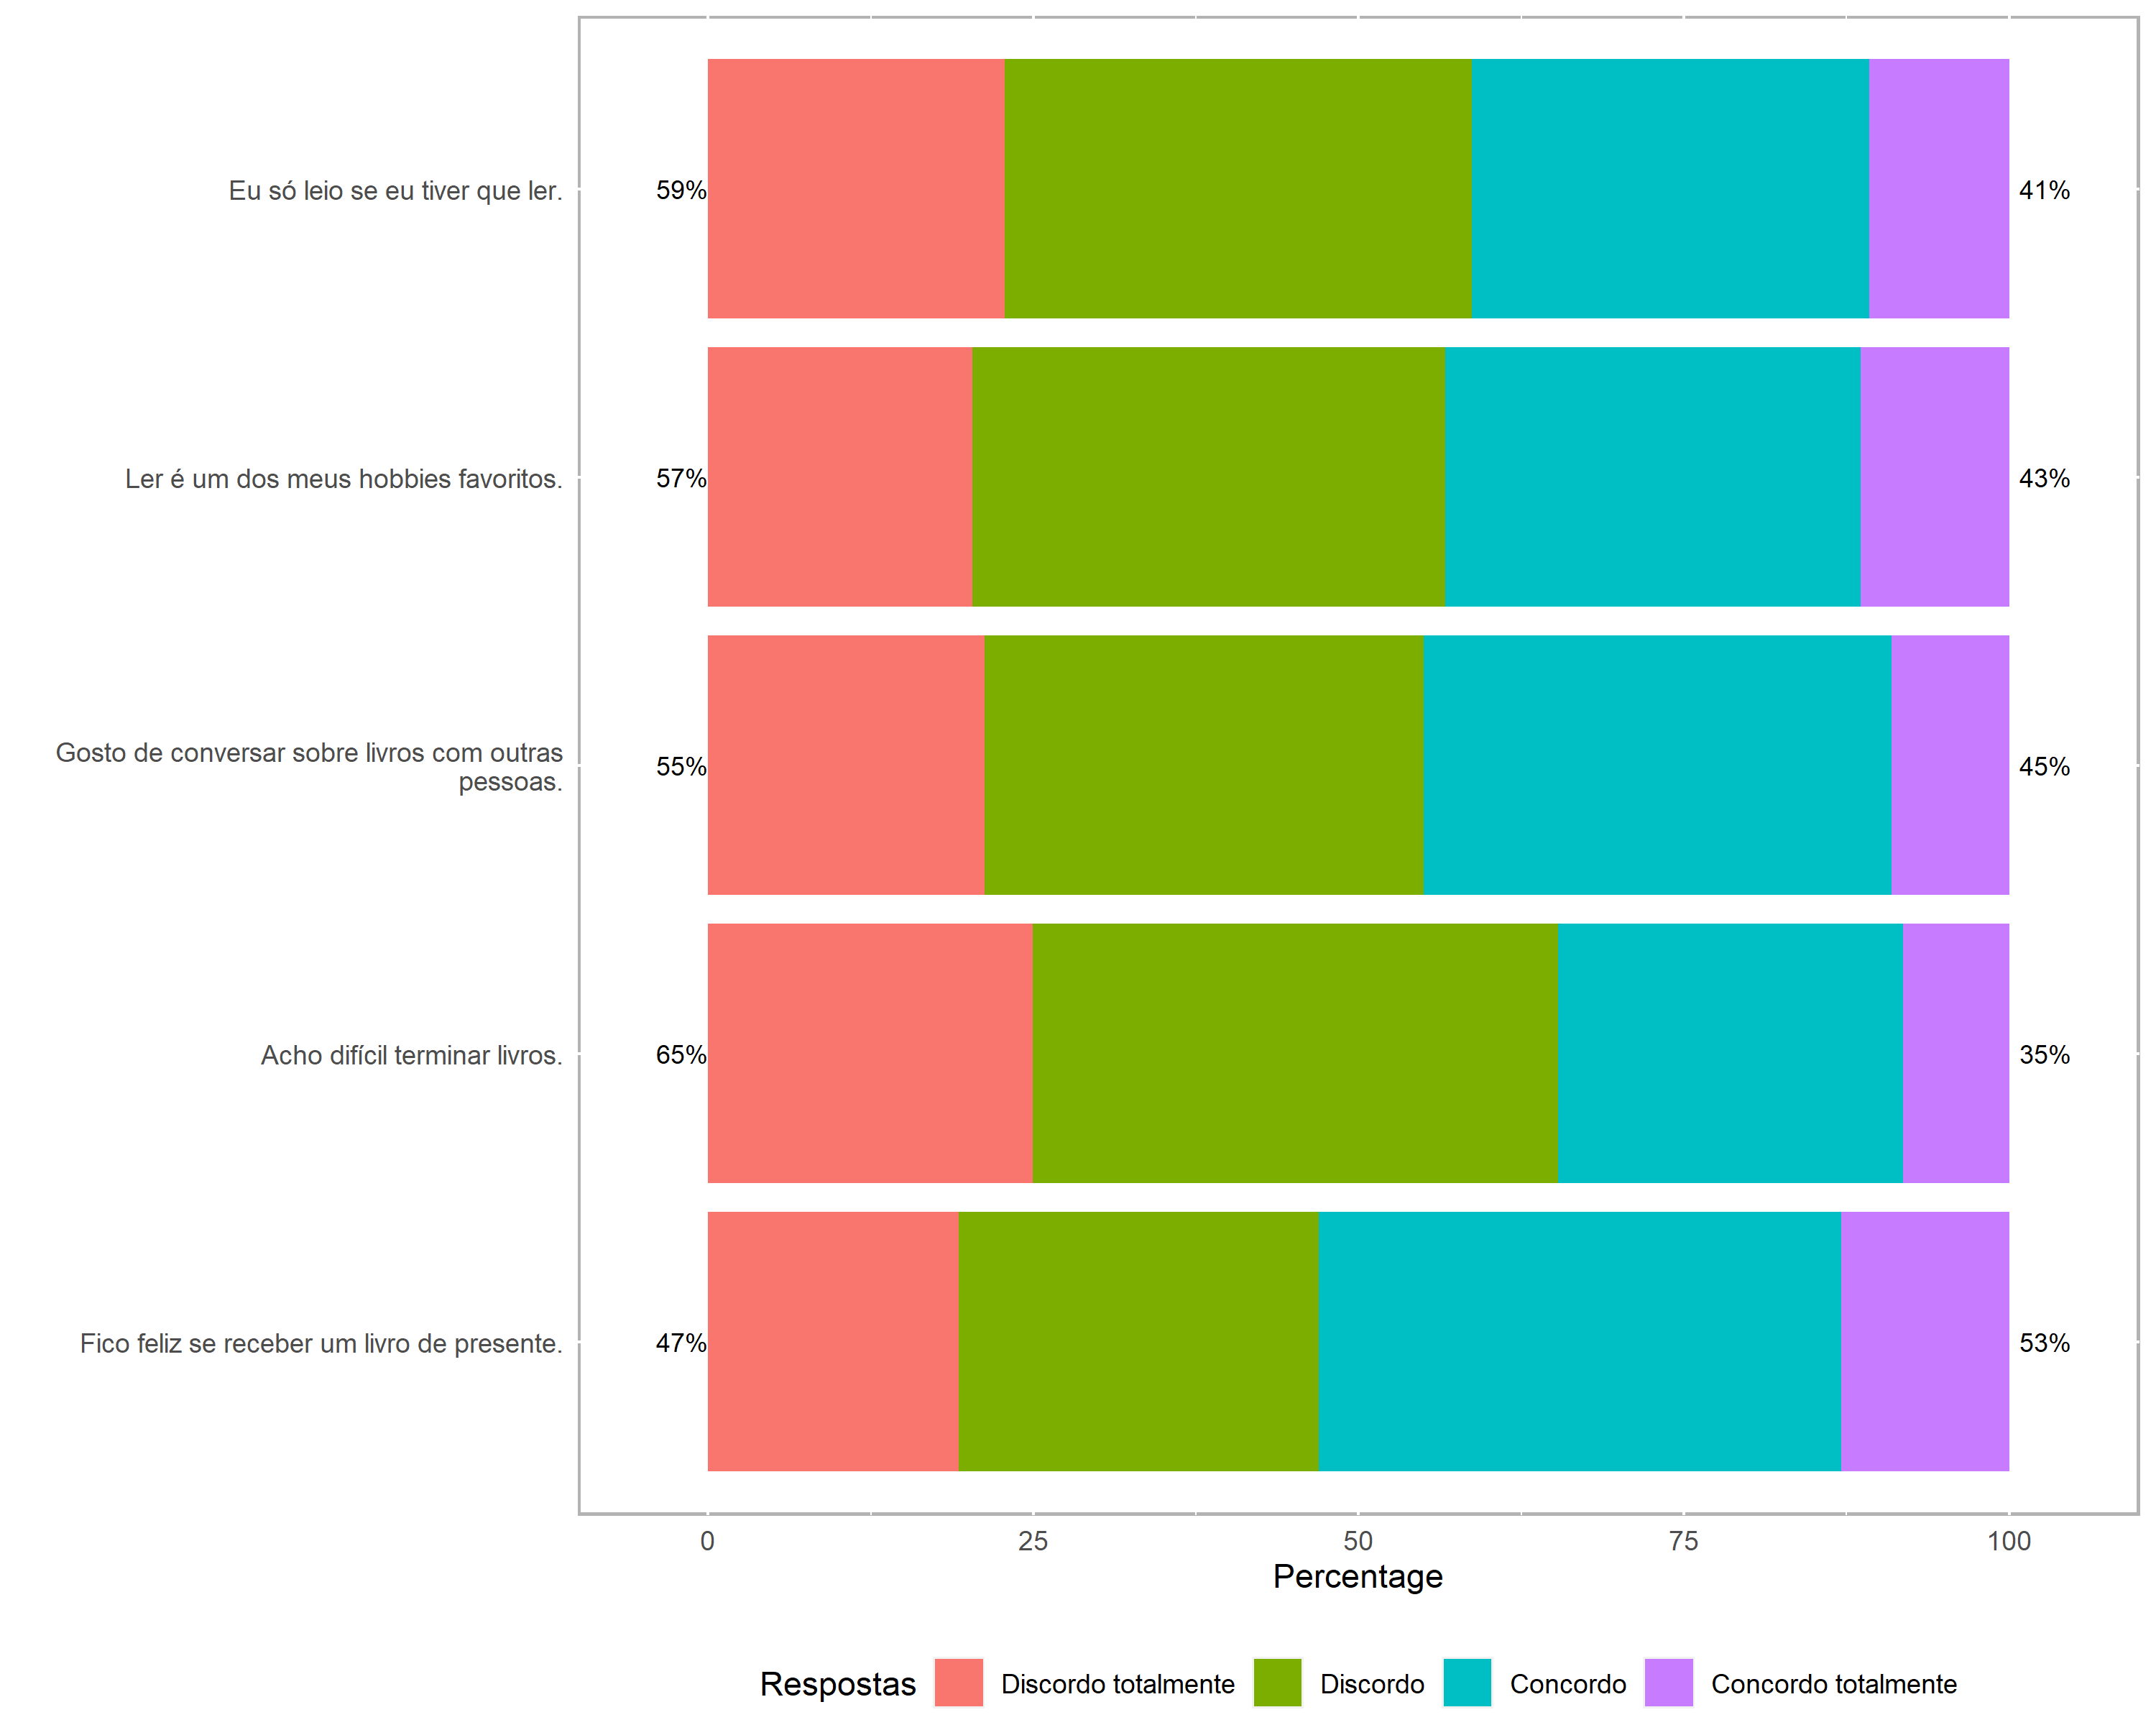 Eu só leio se eu tiver que ler.
59%
41%
Ler é um dos meus hobbies favoritos.
57%
43%
Gosto de conversar sobre livros com outras
pessoas.
55%
45%
Acho difícil terminar livros.
65%
35%
Fico feliz se receber um livro de presente.
47%
53%
0 25 50 75 100
Percentage
Respostas Discordo totalmente Discordo Concordo Concordo totalmente